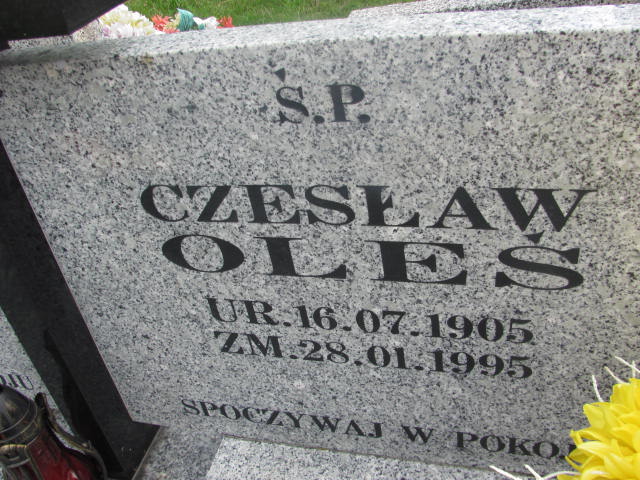 Ś.P.
CZESŁAW
OLEŚ
UR.16.07.1905
ZM.28.01.1995
SPOCZYWAJ W POKOJ